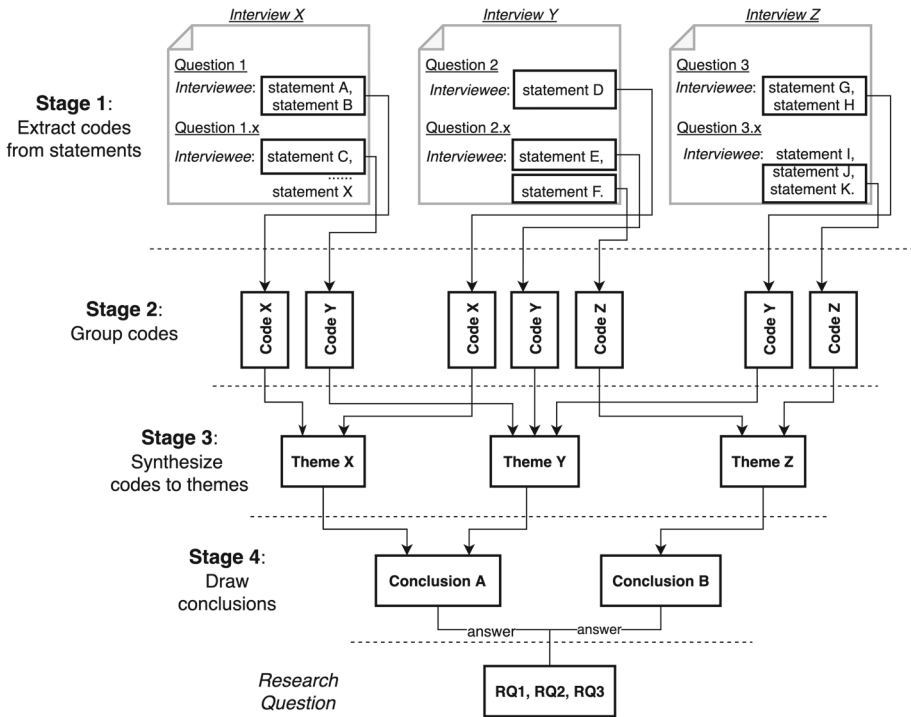 Interview X
Interview Y
Interview Z
Stage 1:
Extract codes
from statements
Question 1
Interviewee: statement A,
statement B
Question 1.x
Interviewee: statement C,
......
statement X
Question 2
Interviewee: statement D
Question 2.x
Interviewee: statement E,
statement F.
Question 3
Interviewee: statement G,
statement H
Question 3.x
Interviewee: statement I,
statement J,
statement K.
Stage 2:
Group codes
Code X
Code Y
Code X
Code Y
Code Z
Code Y
Code Z
Stage 3:
Synthesize
codes to themes
Theme X
Theme Y
Theme Z
Stage 4:
Draw
conclusions
Conclusion A
Conclusion B
answer
answer
Research
Question
RQ1, RQ2, RQ3